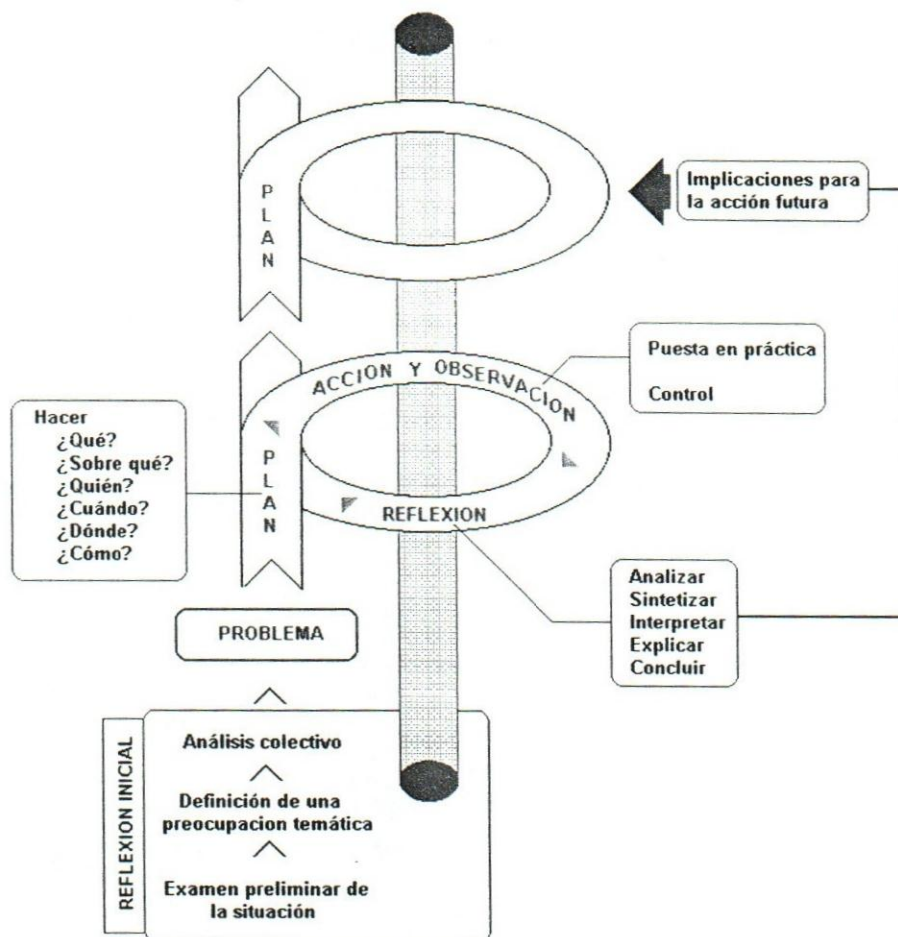 PLAN
Implicaciones para
la acción futura
ACCION Y OBSERVACION
Puesta en práctica
Control
Hacer
¿Qué?
¿Sobre qué?
¿Quién?
¿Cuándo?
¿Dónde?
¿Cómo?
PLAN
REFLEXION
Analizar
Sintetizar
Interpretar
Explicar
Concluir
PROBLEMA
REFLEXION INICIAL
Análisis colectivo
Definición de una
preocupacion temática
Examen preliminar de
la situación